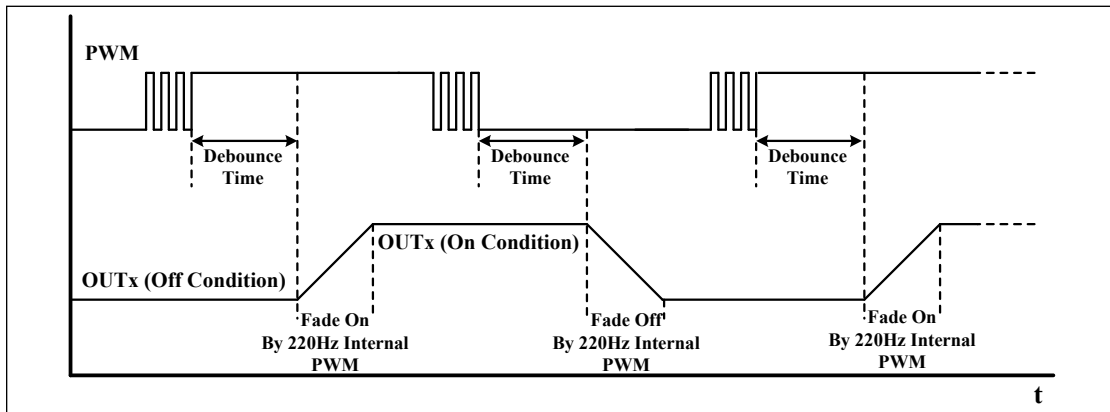 PWM
Debounce
Time
Debounce
Time
Debounce
Time
OUTx (Off Condition)
OUTx (On Condition)
Fade On
By 220Hz Internal
PWM
Fade Off
By 220Hz Internal
PWM
Fade On
By 220Hz Internal
PWM
t